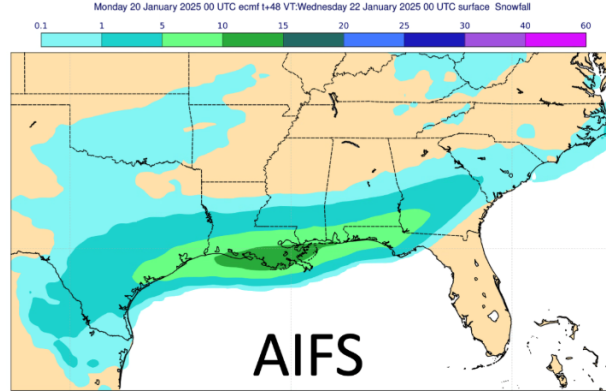 Monday 20 January 2025 00 UTC ecmf t+48 VT:Wednesday 22 January 2025 00 UTC surface Snowfall
0.1 1 5 10 15 20 25 30 40 60
AIFS